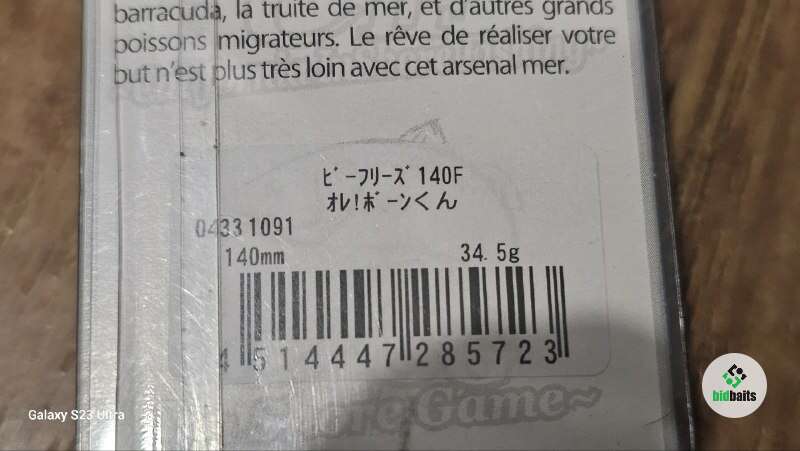 barracuda, la truite de mer, et d'autres grands
poissons migrateurs. Le rêve de réaliser votre
but n'est plus très loin avec cet arsenal mer.
ﾋﾞｰﾌﾘｰｽﾞ 140F
ｵﾚ!ﾎﾞｰﾝくん
04331091
140mm 34.5g
4 514447 285723
Game~
Galaxy S23 Ultra
bidbaits